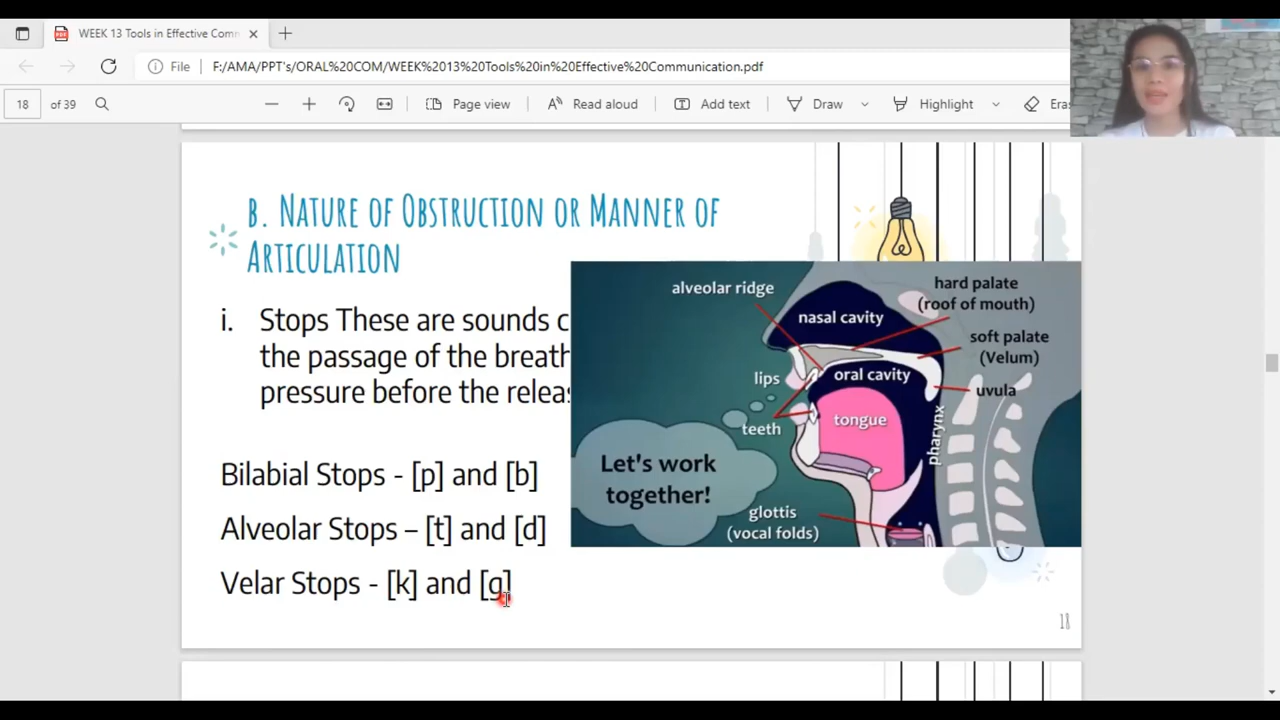 WEEK 13 Tools in Effective Com
File F:/AMA/PPT's/ORAL%20COM/WEEK%2013%20Tools%20in%20Effective%20Communication.pdf
18 of 39 Page view Read aloud Add text Draw Highlight
b. Nature of Obstruction or Manner of
Articulation
i. Stops These are sounds c
the passage of the breath
pressure before the releas
Bilabial Stops - [p] and [b]
Alveolar Stops – [t] and [d]
Velar Stops - [k] and [g]
alveolar ridge
hard palate
(roof of mouth)
nasal cavity
soft palate
(Velum)
lips
oral cavity
uvula
teeth
tongue
pharynx
Let's work
together!
glottis
(vocal folds)
18